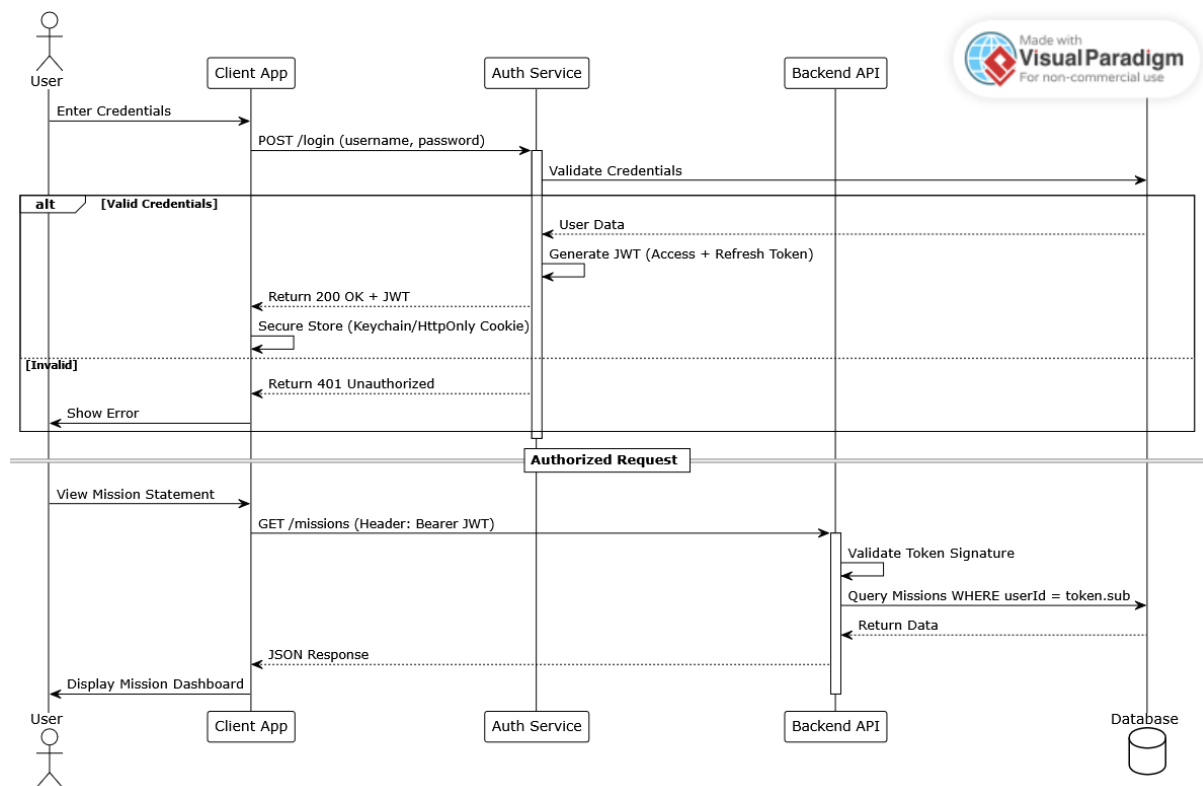 Made with
Visual Paradigm
For non-commercial use
User
Client App
Auth Service
Backend API
Enter Credentials
POST /login (username, password)
Validate Credentials
alt
[Valid Credentials]
User Data
Generate JWT (Access + Refresh Token)
Return 200 OK + JWT
Secure Store (Keychain/HttpOnly Cookie)
[Invalid]
Return 401 Unauthorized
Show Error
Authorized Request
View Mission Statement
GET /missions (Header: Bearer JWT)
Validate Token Signature
Query Missions WHERE userId = token.sub
Return Data
JSON Response
Display Mission Dashboard
User
Client App
Auth Service
Backend API
Database